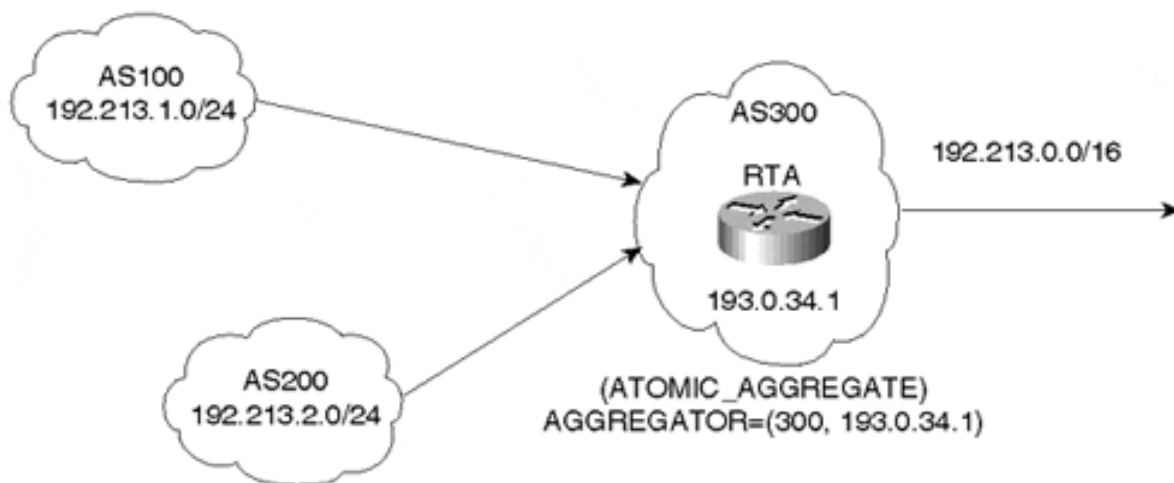 AS100
192.213.1.0/24
AS300
192.213.0.0/16
RTA
193.0.34.1
AS200
192.213.2.0/24
(ATOMIC_AGGREGATE)
AGGREGATOR=(300, 193.0.34.1)